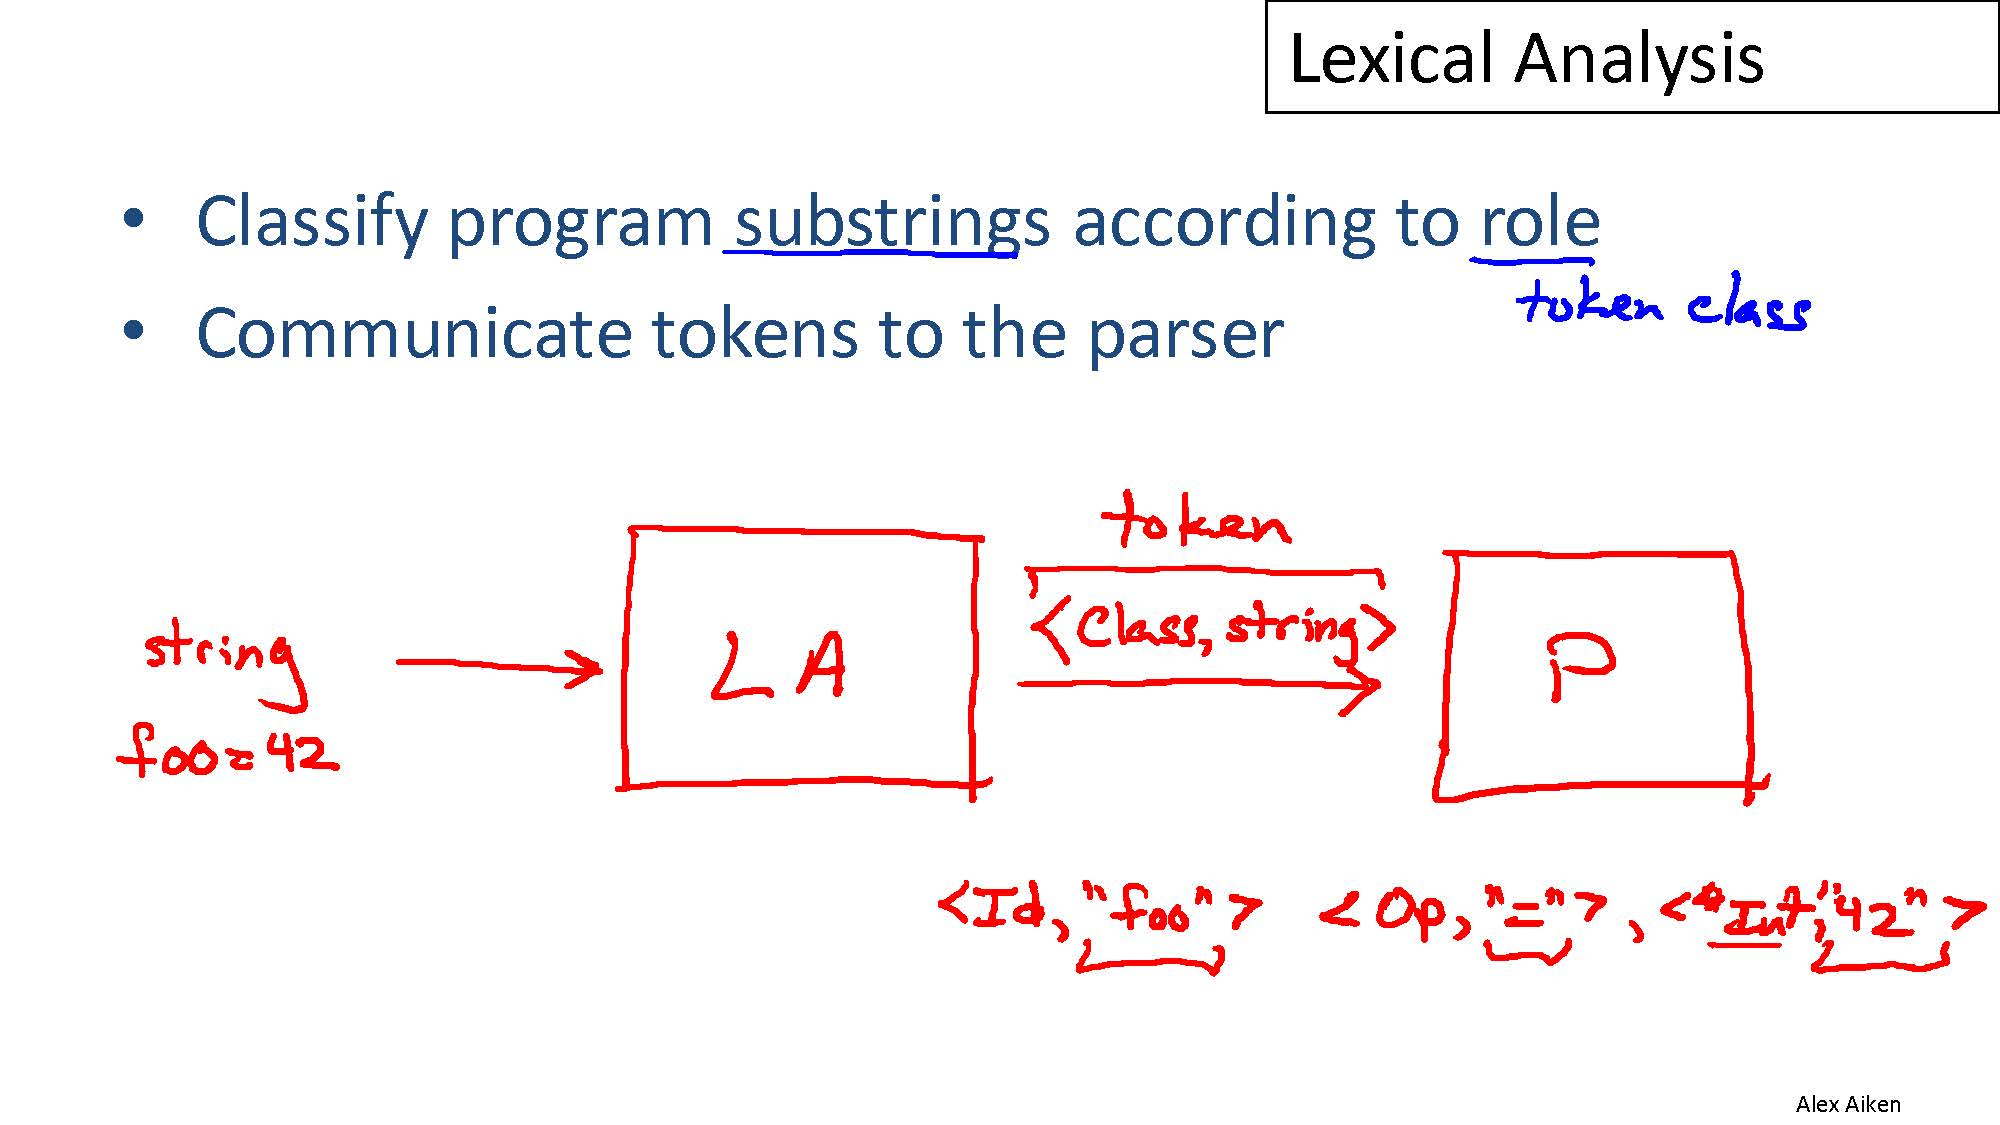 Lexical Analysis
• Classify program substrings according to role
token class
• Communicate tokens to the parser
token
<Class, string>
string
LA
P
foo=42
<Id, "foo"> <Op, "="> , <"Int", "42">
Alex Aiken